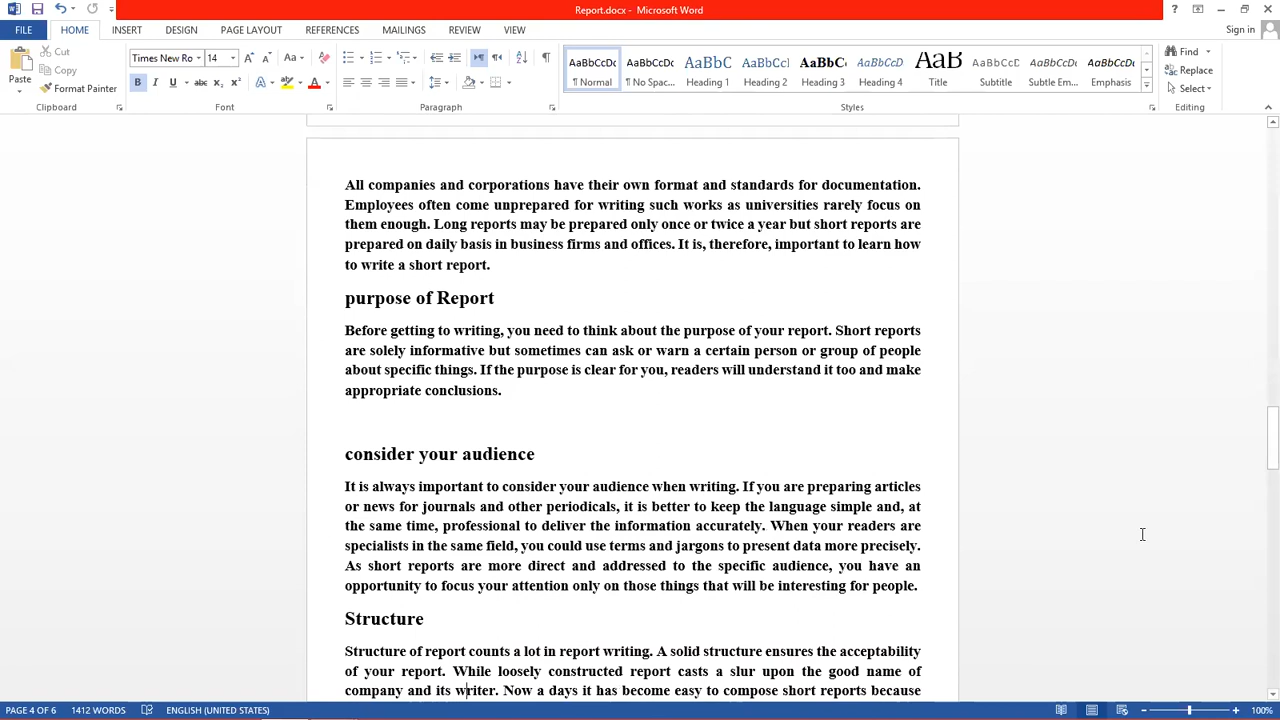 Report.docx - Microsoft Word
? Sign in
FILE HOME INSERT DESIGN PAGE LAYOUT REFERENCES MAILINGS REVIEW VIEW
Paste
Cut
Copy
Format Painter
Clipboard
Times New Ro 14 Aa
B I U abc x₂ x² A ab A
Font
Paragraph
AaBbCcDc AaBbCcDc AaBbC AaBbCcI AaBbC AaBbCcD AaB AaBbCcD AaBbCcDa AaBbCcDa
¶ Normal ¶ No Spac... Heading 1 Heading 2 Heading 3 Heading 4 Title Subtitle Subtle Em... Emphasis
Styles
Find
Replace
Select
Editing
All companies and corporations have their own format and standards for documentation.
Employees often come unprepared for writing such works as universities rarely focus on
them enough. Long reports may be prepared only once or twice a year but short reports are
prepared on daily basis in business firms and offices. It is, therefore, important to learn how
to write a short report.
purpose of Report
Before getting to writing, you need to think about the purpose of your report. Short reports
are solely informative but sometimes can ask or warn a certain person or group of people
about specific things. If the purpose is clear for you, readers will understand it too and make
appropriate conclusions.
consider your audience
It is always important to consider your audience when writing. If you are preparing articles
or news for journals and other periodicals, it is better to keep the language simple and, at
the same time, professional to deliver the information accurately. When your readers are
specialists in the same field, you could use terms and jargons to present data more precisely.
As short reports are more direct and addressed to the specific audience, you have an
opportunity to focus your attention only on those things that will be interesting for people.
Structure
Structure of report counts a lot in report writing. A solid structure ensures the acceptability
of your report. While loosely constructed report casts a slur upon the good name of
company and its writer. Now a days it has become easy to compose short reports because
PAGE 4 OF 6 1412 WORDS ENGLISH (UNITED STATES) 100%